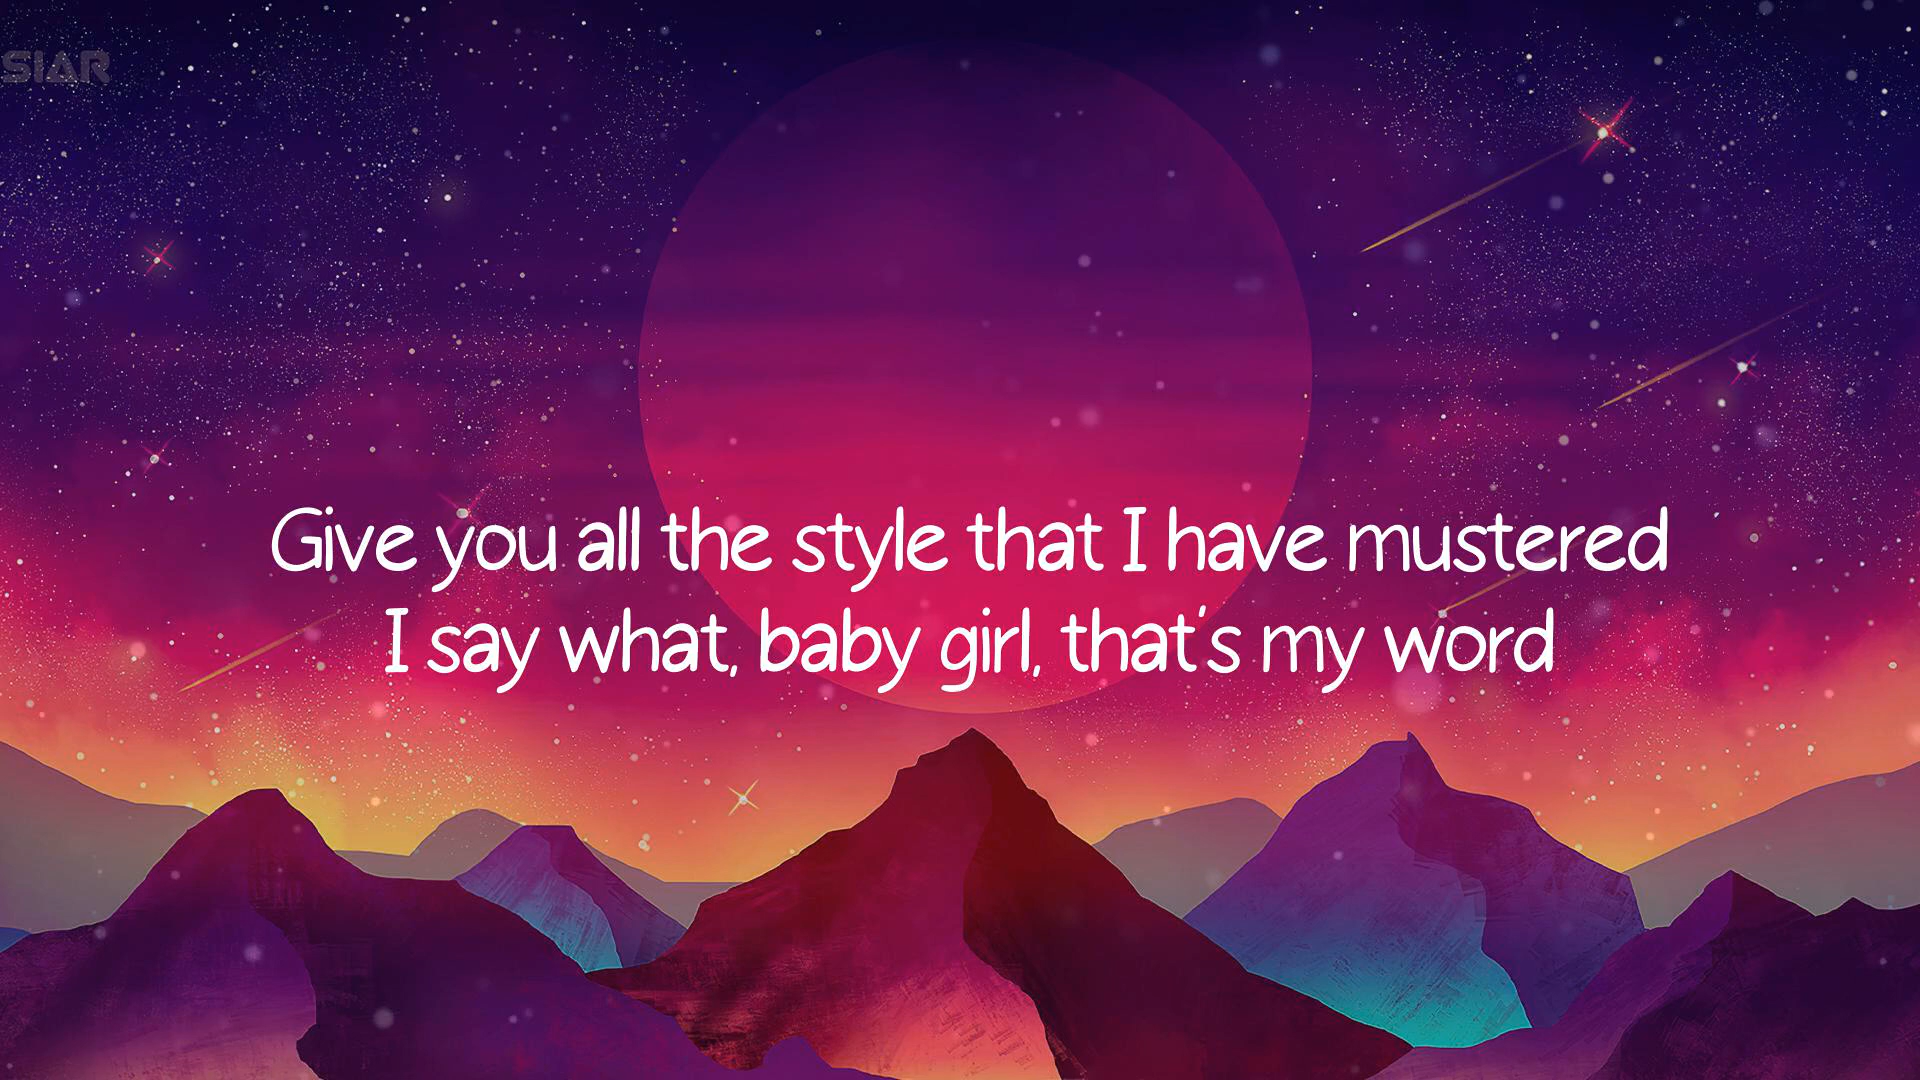 SIAR
Give you all the style that I have mustered
I say what, baby girl, that's my word